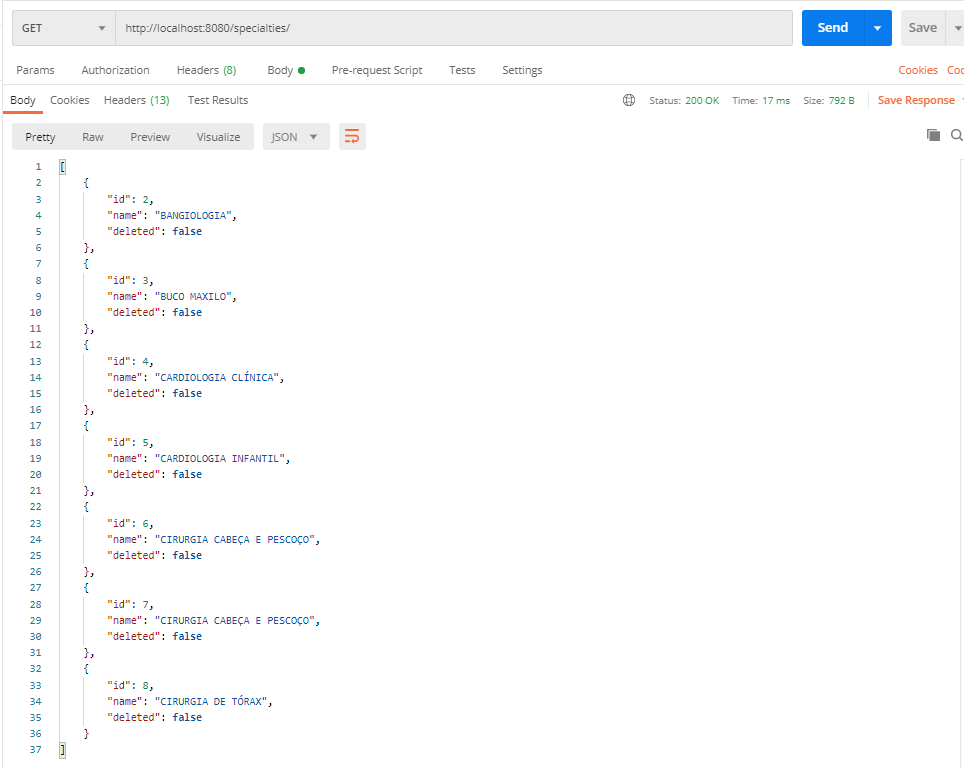 GET http://localhost:8080/specialties/ Send Save
Params Authorization Headers (8) Body Pre-request Script Tests Settings Cookies Coc
Body Cookies Headers (13) Test Results Status: 200 OK Time: 17 ms Size: 792 B Save Response
Pretty Raw Preview Visualize JSON
1 [
2 {
3 "id": 2,
4 "name": "BANGIOLOGIA",
5 "deleted": false
6 },
7 {
8 "id": 3,
9 "name": "BUCO MAXILO",
10 "deleted": false
11 },
12 {
13 "id": 4,
14 "name": "CARDIOLOGIA CLÍNICA",
15 "deleted": false
16 },
17 {
18 "id": 5,
19 "name": "CARDIOLOGIA INFANTIL",
20 "deleted": false
21 },
22 {
23 "id": 6,
24 "name": "CIRURGIA CABEÇA E PESCOÇO",
25 "deleted": false
26 },
27 {
28 "id": 7,
29 "name": "CIRURGIA CABEÇA E PESCOÇO",
30 "deleted": false
31 },
32 {
33 "id": 8,
34 "name": "CIRURGIA DE TÓRAX",
35 "deleted": false
36 }
37 ]